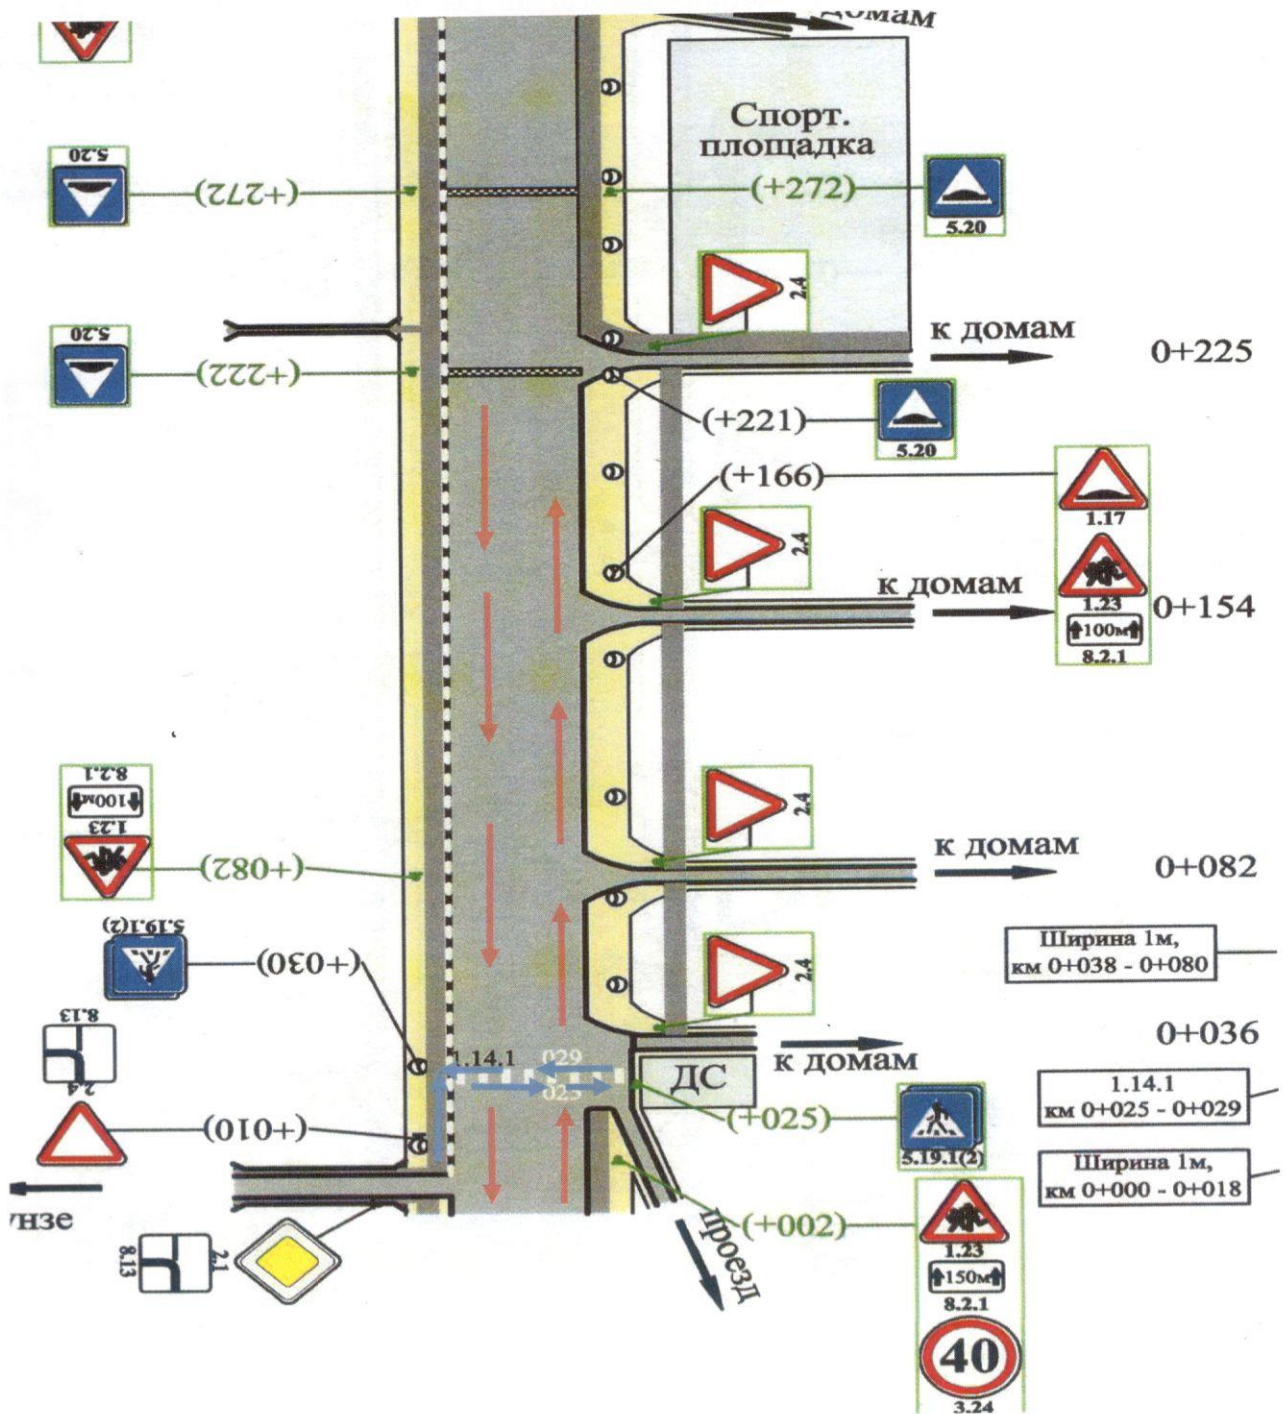 домам
Спорт.
площадка
5.20
(+272)
(+272)
5.20
2.4
к домам
0+225
5.20
(+222)
(+221)
5.20
(+166)
1.17
2.4
к домам
1.23
0+154
100м
8.2.1
8.2.1
100м
1.23
2.4
(+082)
к домам
0+082
5.19.1(2)
(+030)
2.4
Ширина 1м,
км 0+038 - 0+080
8.13
0+036
1.14.1
029
к домам
2.4
ДС
025
1.14.1
км 0+025 - 0+029
(+010)
(+025)
5.19.1(2)
Ширина 1м,
км 0+000 - 0+018
унзе
(+002)
проезд
1.23
2.1
8.13
150м
8.2.1
40
3.24